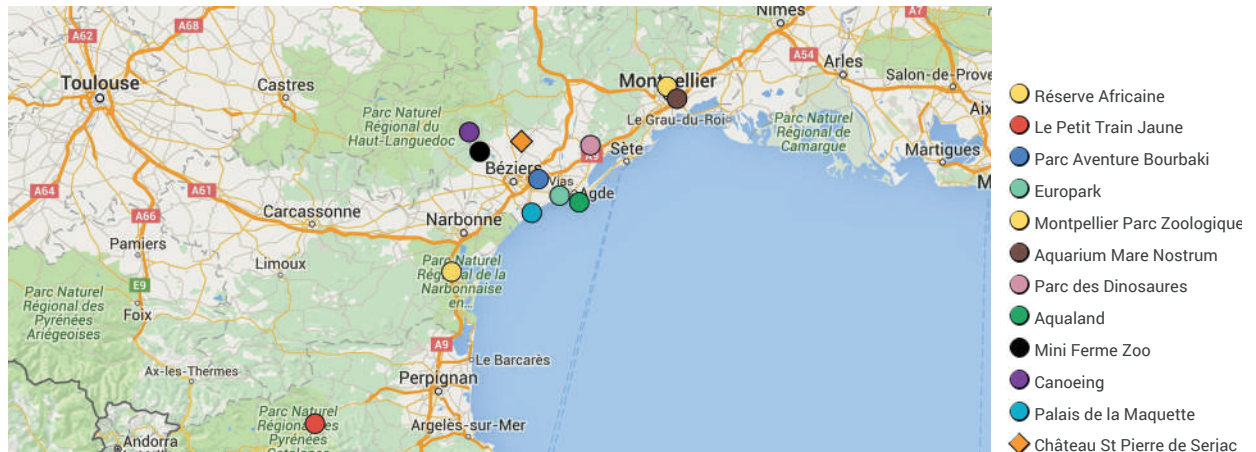 Nîmes
A7
A62
A68
A54
Toulouse
Castres
Montpellier
Arles
Salon-de-Prove
Aix
Parc Naturel
Régional du
Haut-Languedoc
Le Grau-du-Roi
Parc Naturel
Régional de
Camargue
A9
Sète
Martigues
Béziers
Vias
Agde
M
A64
A61
A66
Carcassonne
Narbonne
Pamiers
Limoux
Parc Naturel
Régional de la
Narbonnaise
en...
E9
Parc Naturel
Régional des
Pyrénées
Ariégeoises
Foix
A9
Le Barcarès
Ax-les-Thermes
Perpignan
Parc Naturel
Pyrénées
Argelès-sur-Mer
Andorra
Réserve Africaine
Le Petit Train Jaune
Parc Aventure Bourbaki
Europark
Montpellier Parc Zoologique
Aquarium Mare Nostrum
Parc des Dinosaures
Aqualand
Mini Ferme Zoo
Canoeing
Palais de la Maquette
Château St Pierre de Serjac